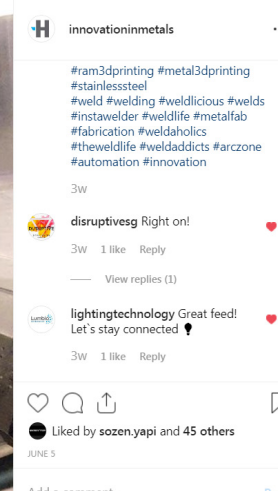 innovationinmetals
#ram3dprinting #metal3dprinting
#stainlesssteel
#weld #welding #weldlicious #welds
#instawelder #weldlife #metalfab
#fabrication #weldaholics
#theweldlife #weldaddicts #arczone
#automation #innovation
3w
disruptivesg Right on!
3w 1 like Reply
View replies (1)
lightingtechnology Great feed!
Let`s stay connected
3w 1 like Reply
Liked by sozen.yapi and 45 others
JUNE 5
Add a comment